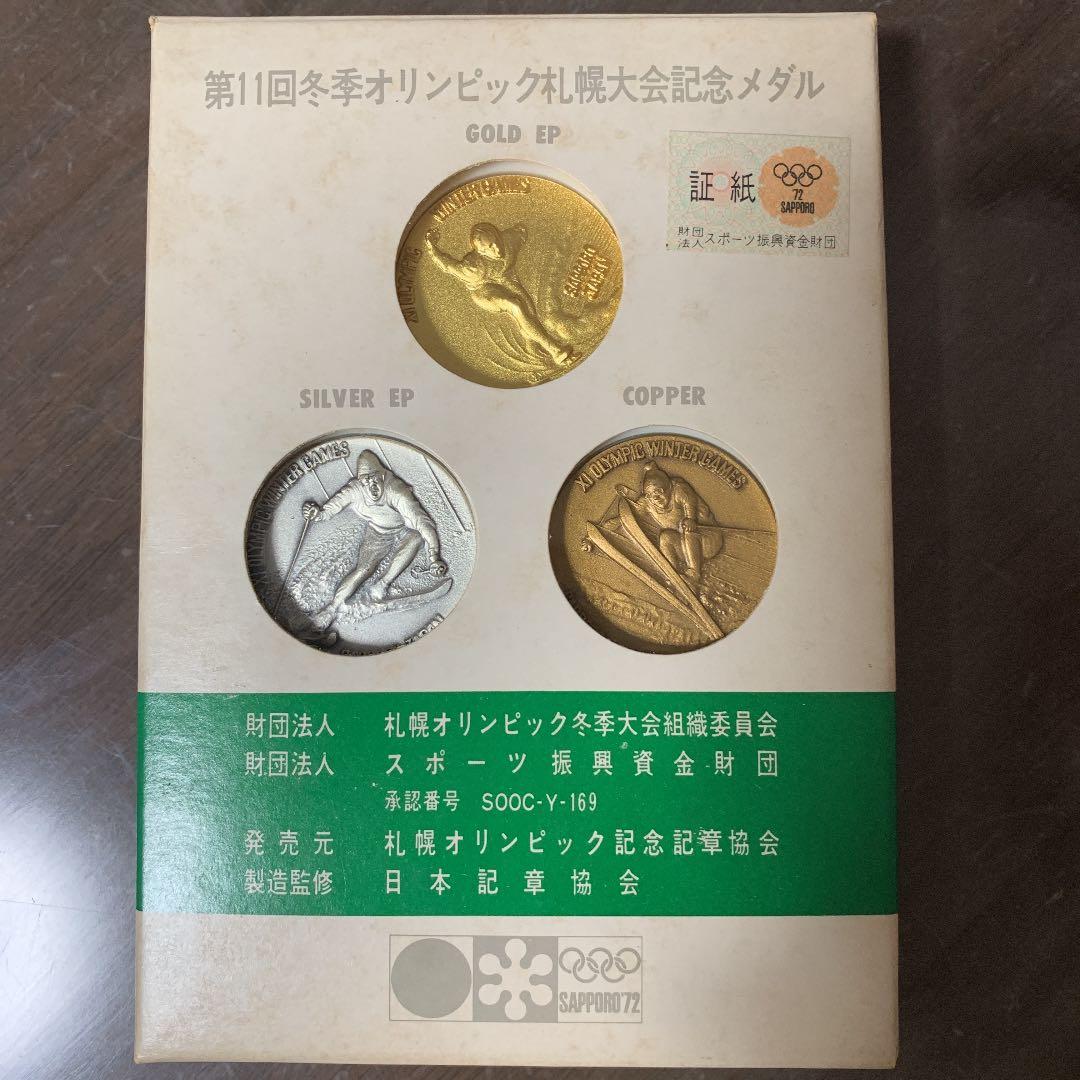 第11回冬季オリンピック札幌大会記念メダル
GOLD EP
証紙
'72
SAPPORO
財団法人スポーツ振興資金財団
XI OLYMPIC WINTER GAMES
SAPPORO
SILVER EP
COPPER
XI OLYMPIC WINTER GAMES
XI OLYMPIC WINTER GAMES
財団法人 札幌オリンピック冬季大会組織委員会
財団法人 スポーツ振興資金財団
承認番号 SOOC-Y-169
発売元 札幌オリンピック記念記章協会
製造監修 日本記章協会
SAPPORO'72